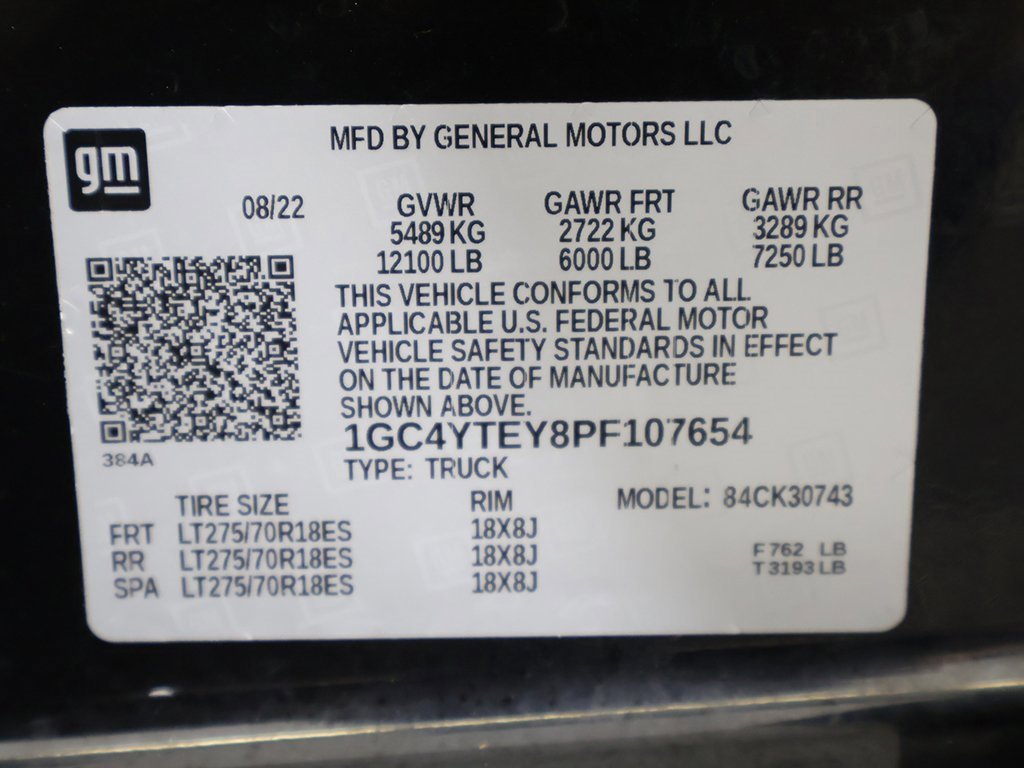 gm
MFD BY GENERAL MOTORS LLC
08/22 GVWR GAWR FRT GAWR RR
5489 KG 2722 KG 3289 KG
12100 LB 6000 LB 7250 LB
THIS VEHICLE CONFORMS TO ALL
APPLICABLE U.S. FEDERAL MOTOR
VEHICLE SAFETY STANDARDS IN EFFECT
ON THE DATE OF MANUFACTURE
SHOWN ABOVE.
1GC4YTEY8PF107654
384A
TYPE: TRUCK
TIRE SIZE RIM MODEL: 84CK30743
FRT LT275/70R18ES 18X8J
RR LT275/70R18ES 18X8J
SPA LT275/70R18ES 18X8J
F 762 LB
T 3193 LB